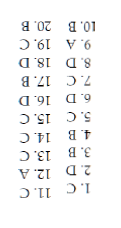 1. C 11. C
2. D 12. A
3. B 13. C
4. B 14. C
5. C 15. C
6. D 16. D
7. C 17. B
8. D 18. D
9. A 19. C
10. B 20. B